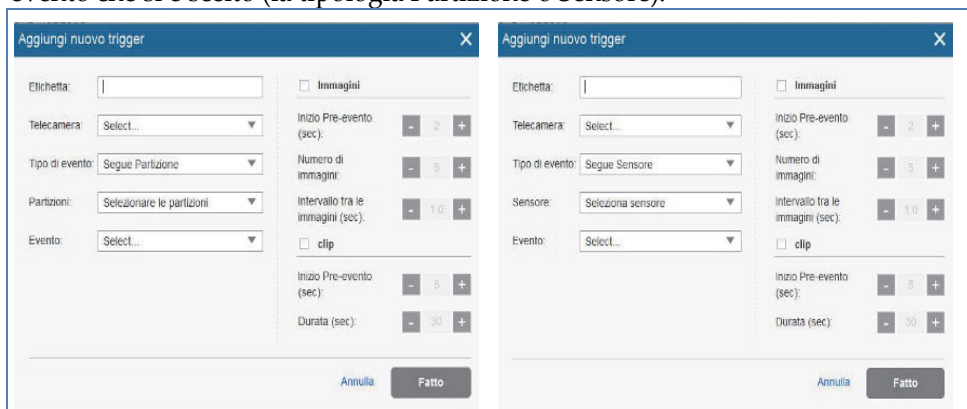 evento che si è scelto (la tipologia Partizione o Sensore).
Aggiungi nuovo trigger X
Etichetta:
Telecamera: Select...
Tipo di evento: Segue Partizione
Partizioni: Selezionare le partizioni
Evento: Select...
Immagini
Inizio Pre-evento
(sec): - 2 +
Numero di
immagini: - 5 +
Intervallo tra le
immagini (sec): - 1.0 +
clip
Inizio Pre-evento
(sec): - 5 +
Durata (sec): - 30 +
Annulla Fatto
Aggiungi nuovo trigger X
Etichetta:
Telecamera: Select...
Tipo di evento: Segue Sensore
Sensore: Seleziona sensore
Evento: Select...
Immagini
Inizio Pre-evento
(sec): - 2 +
Numero di
immagini: - 5 +
Intervallo tra le
immagini (sec): - 1.0 +
clip
Inizio Pre-evento
(sec): - 5 +
Durata (sec): - 30 +
Annulla Fatto